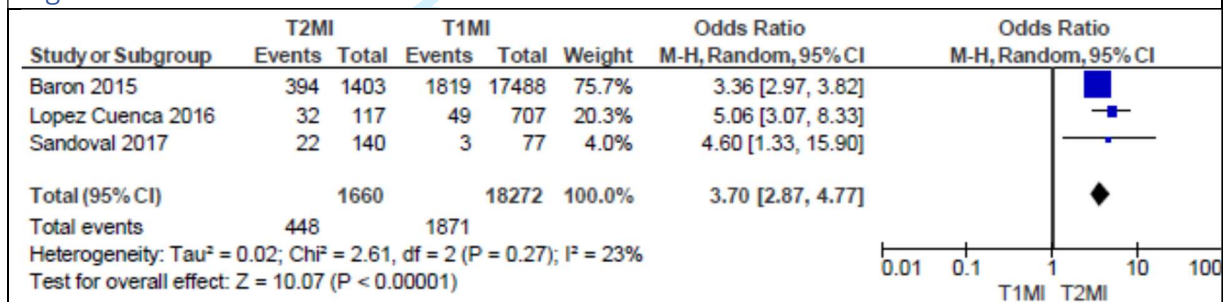 T2MI T1MI Odds Ratio Odds Ratio
Study or Subgroup Events Total Events Total Weight M-H, Random, 95% CI M-H, Random, 95% CI
Baron 2015 394 1403 1819 17488 75.7% 3.36 [2.97, 3.82]
Lopez Cuenca 2016 32 117 49 707 20.3% 5.06 [3.07, 8.33]
Sandoval 2017 22 140 3 77 4.0% 4.60 [1.33, 15.90]
Total (95% CI) 1660 18272 100.0% 3.70 [2.87, 4.77]
Total events 448 1871
Heterogeneity: Tau² = 0.02; Chi² = 2.61, df = 2 (P = 0.27); I² = 23%
Test for overall effect: Z = 10.07 (P < 0.00001)
0.01 0.1 1 10 100
T1MI T2MI